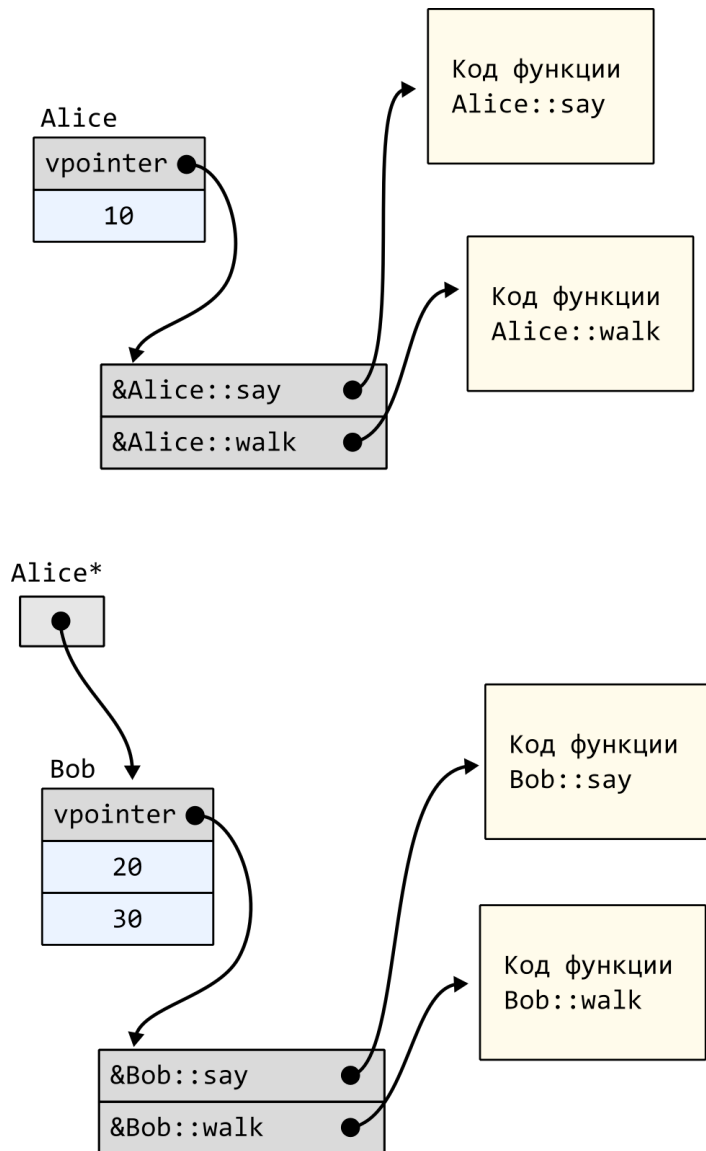 Код функции
Alice::say
Alice
vpointer
10
Код функции
Alice::walk
&Alice::say
&Alice::walk
Alice*
Код функции
Bob::say
Bob
vpointer
20
30
Код функции
Bob::walk
&Bob::say
&Bob::walk